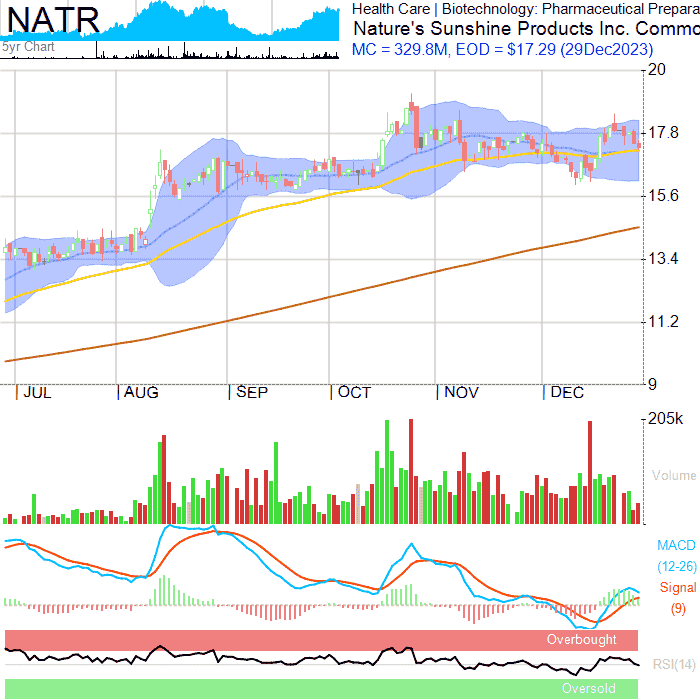 NATR
5yr Chart
Health Care | Biotechnology: Pharmaceutical Prepara
Nature's Sunshine Products Inc. Commo
MC = 329.8M, EOD = $17.29 (29Dec2023)
20
17.8
15.6
13.4
11.2
9
JUL AUG SEP OCT NOV DEC
205k
Volume
MACD
(12-26)
Signal
(9)
Overbought
RSI(14)
Oversold